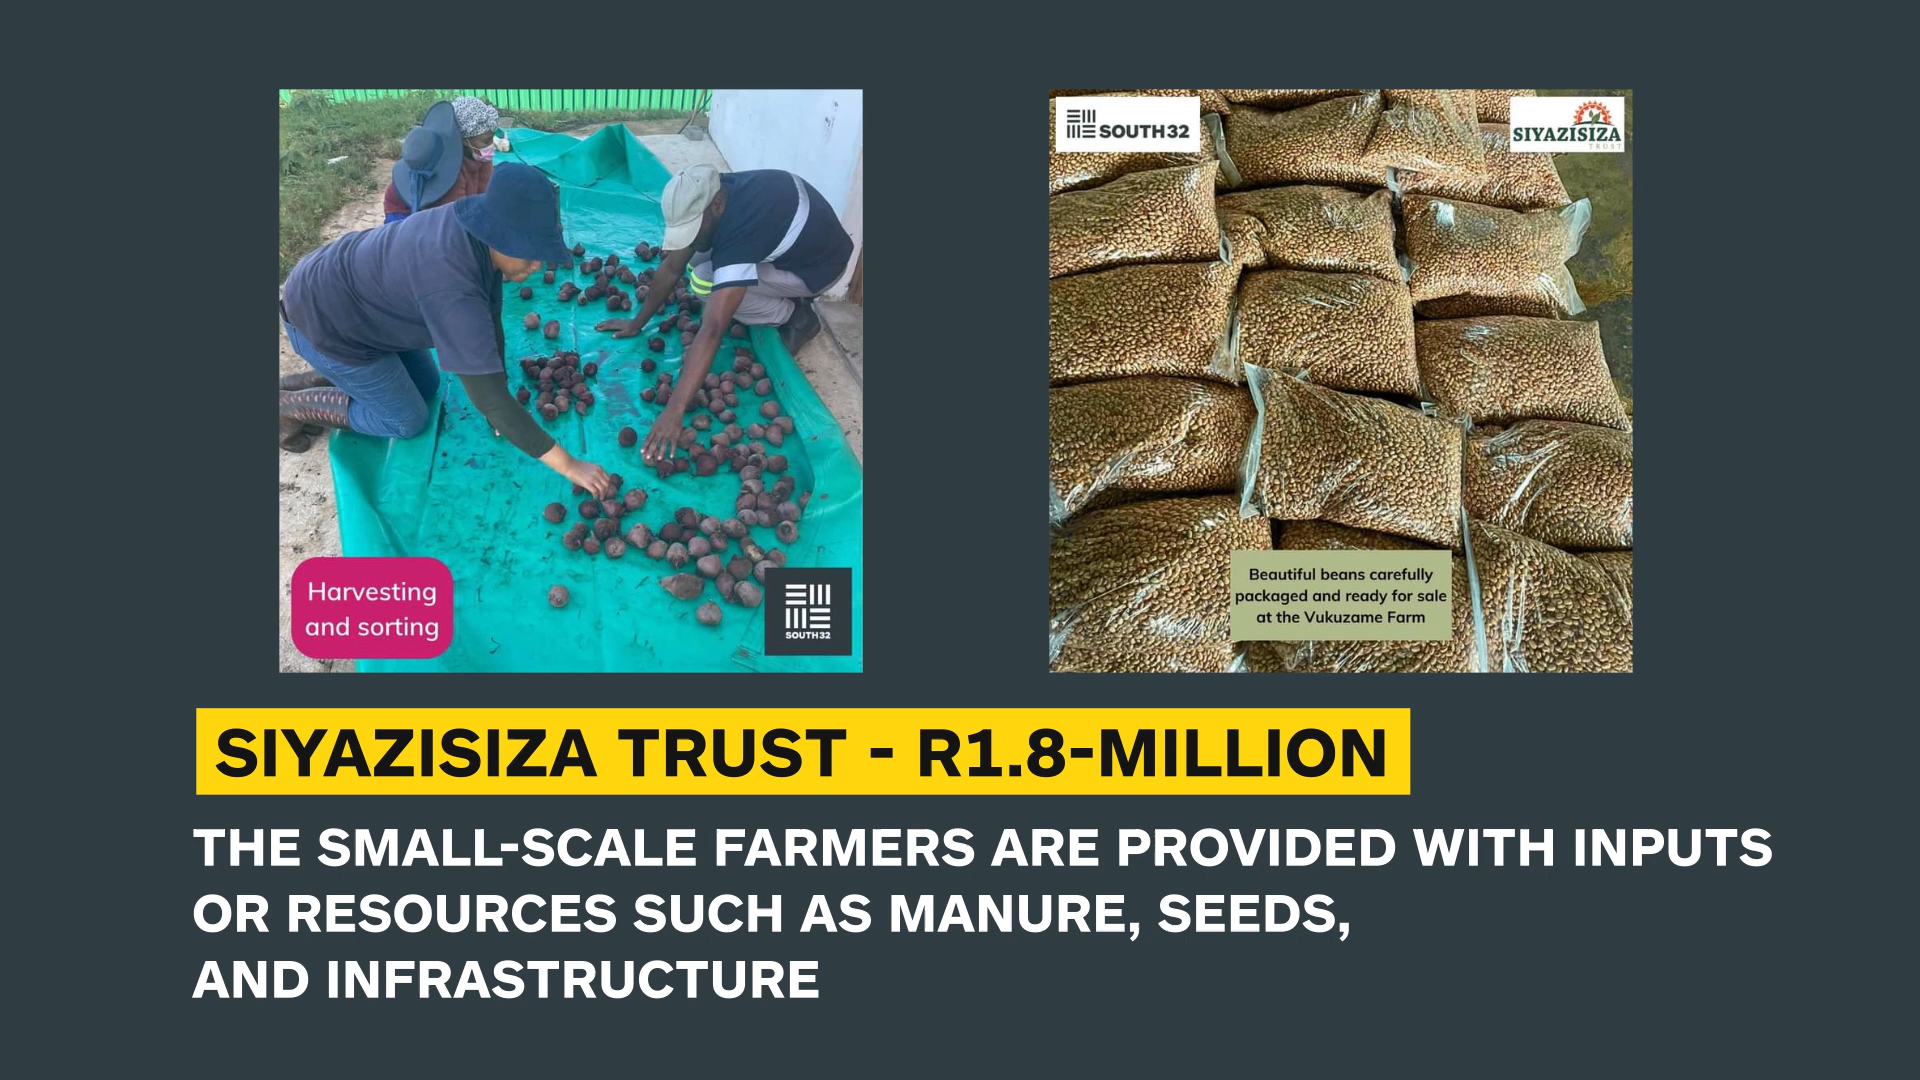 Harvesting
and sorting
SOUTH32
SOUTH32
SIYAZISIZA
TRUST
Beautiful beans carefully
packaged and ready for sale
at the Vukuzame Farm
SIYAZISIZA TRUST - R1.8-MILLION
THE SMALL-SCALE FARMERS ARE PROVIDED WITH INPUTS
OR RESOURCES SUCH AS MANURE, SEEDS,
AND INFRASTRUCTURE